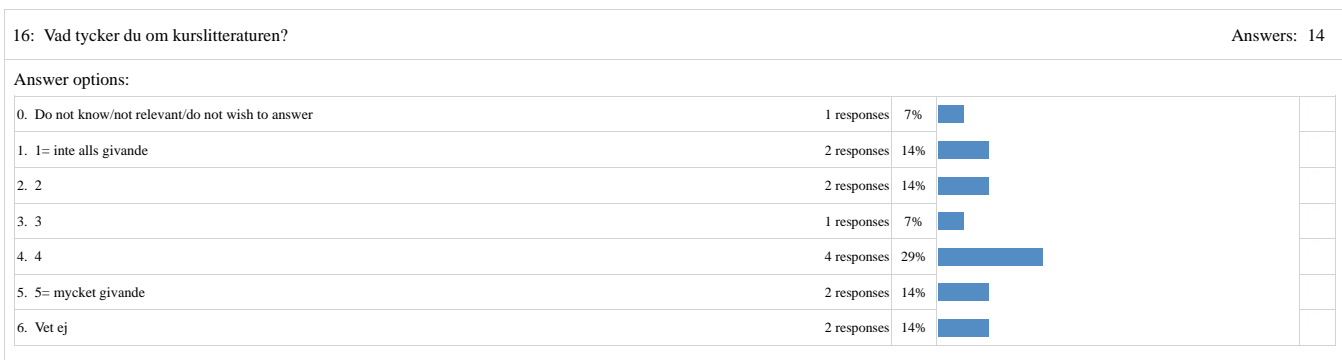 16: Vad tycker du om kurslitteraturen? Answers: 14
Answer options:
0. Do not know/not relevant/do not wish to answer 1 responses 7%
1. 1= inte alls givande 2 responses 14%
2. 2 2 responses 14%
3. 3 1 responses 7%
4. 4 4 responses 29%
5. 5= mycket givande 2 responses 14%
6. Vet ej 2 responses 14%